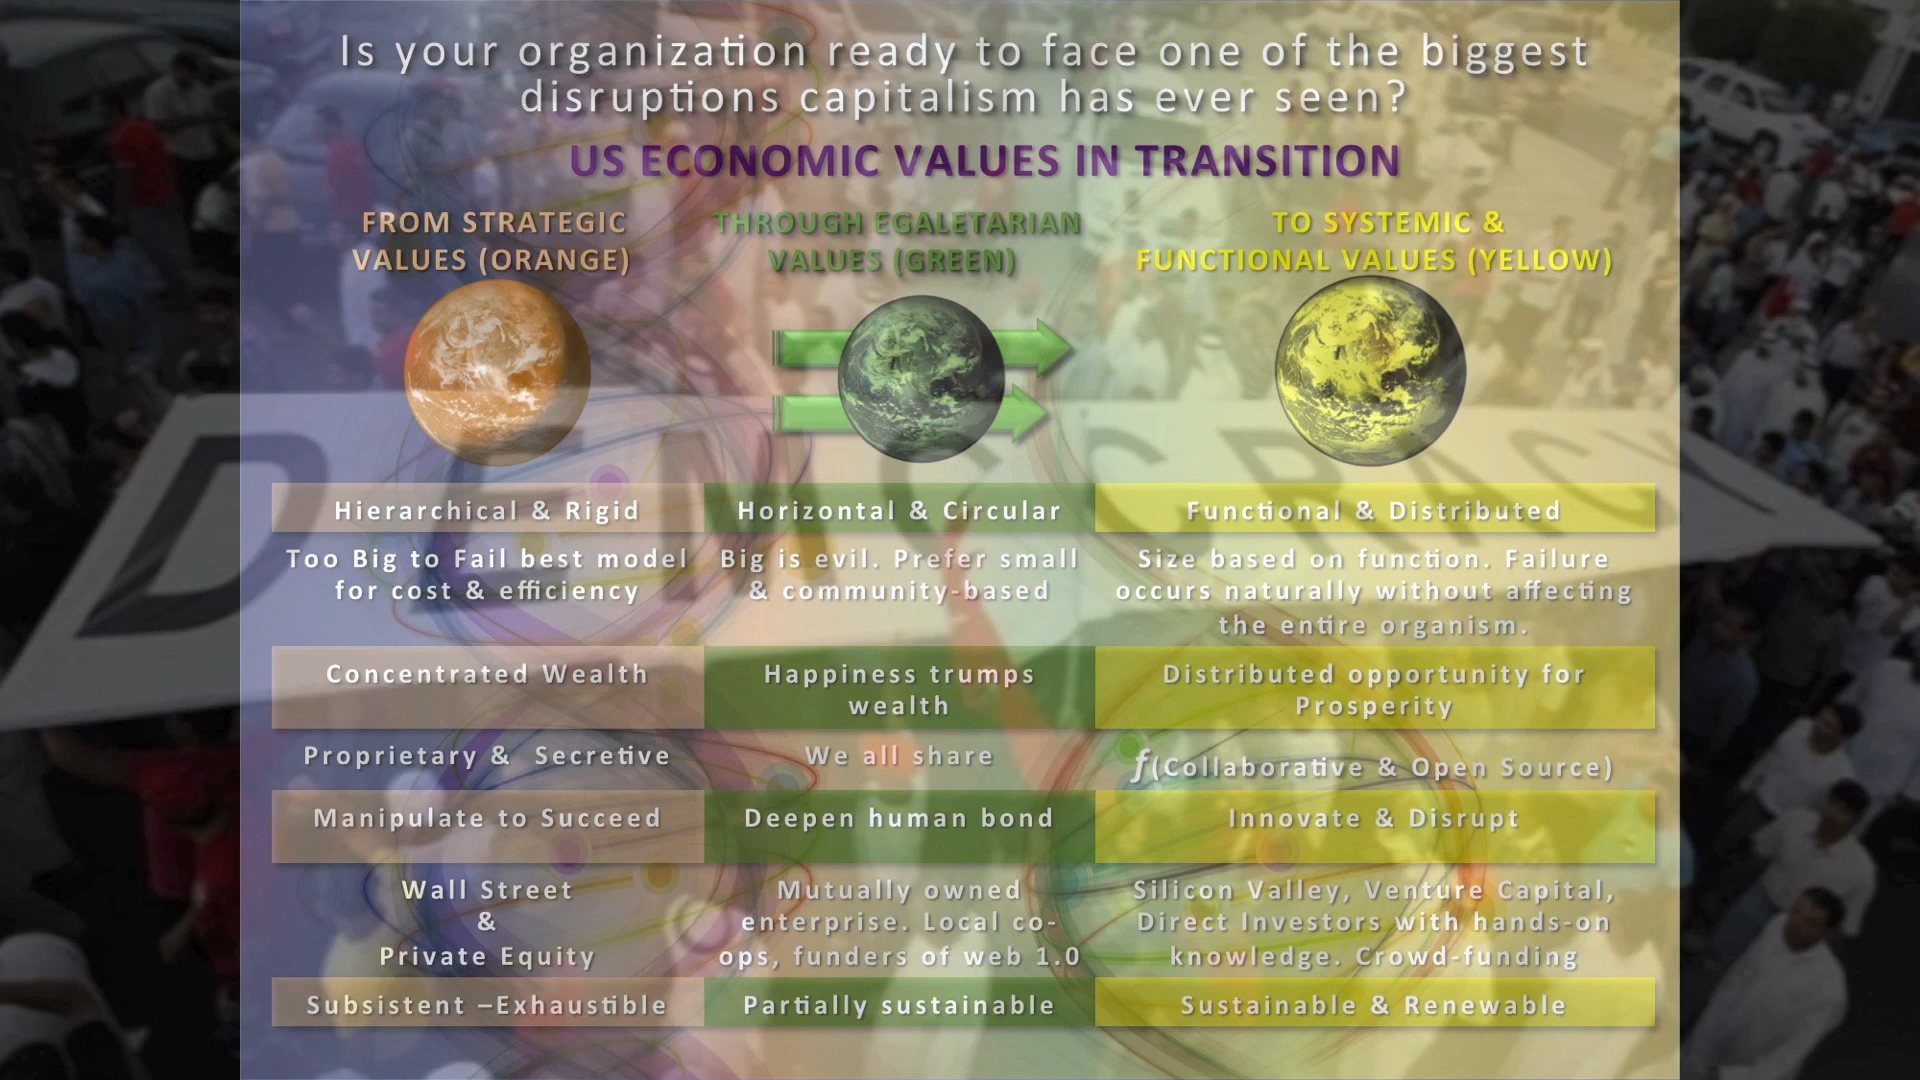 Is your organization ready to face one of the biggest
disruptions capitalism has ever seen?
US ECONOMIC VALUES IN TRANSITION
FROM STRATEGIC
VALUES (ORANGE)
THROUGH EGALETARIAN
VALUES (GREEN)
TO SYSTEMIC &
FUNCTIONAL VALUES (YELLOW)
DEMOCRACY
Hierarchical & Rigid
Horizontal & Circular
Functional & Distributed
Too Big to Fail best model
for cost & efficiency
Big is evil. Prefer small
& community-based
Size based on function. Failure
occurs naturally without affecting
the entire organism.
Concentrated Wealth
Happiness trumps
wealth
Distributed opportunity for
Prosperity
Proprietary & Secretive
We all share
f(Collaborative & Open Source)
Manipulate to Succeed
Deepen human bond
Innovate & Disrupt
Wall Street
&
Private Equity
Mutually owned
enterprise. Local co-
ops, funders of web 1.0
Silicon Valley, Venture Capital,
Direct Investors with hands-on
knowledge. Crowd-funding
Subsistent –Exhaustible
Partially sustainable
Sustainable & Renewable